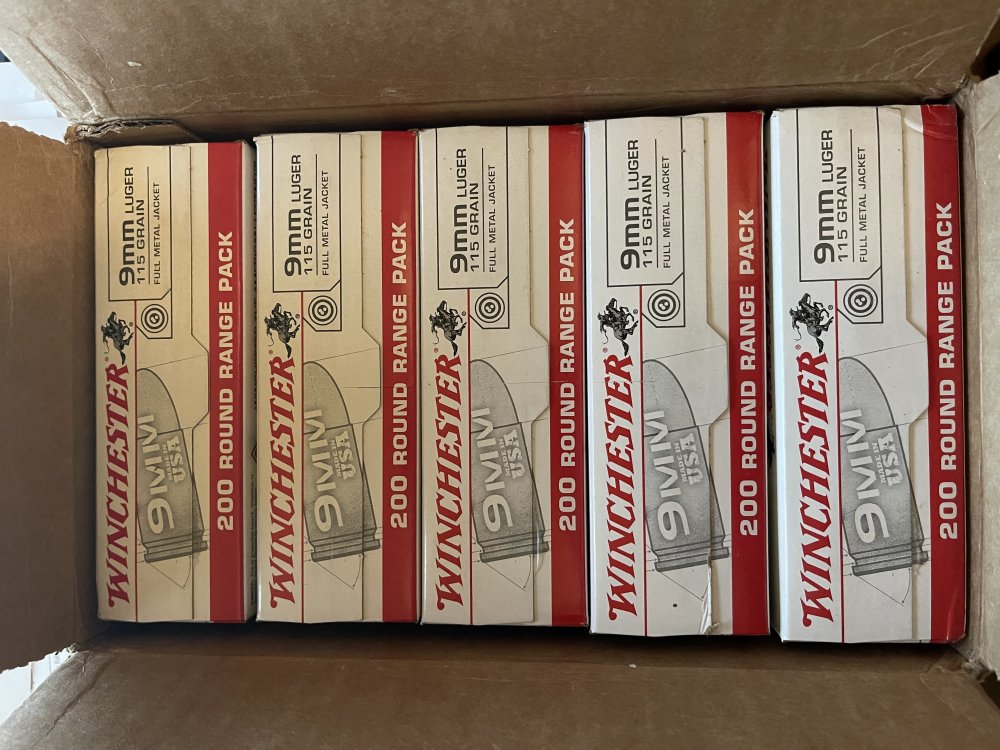 9mm LUGER
115 GRAIN
FULL METAL JACKET
WINCHESTER®
9MM
MADE IN
USA
200 ROUND RANGE PACK
9mm LUGER
115 GRAIN
FULL METAL JACKET
WINCHESTER®
9MM
MADE IN
USA
200 ROUND RANGE PACK
9mm LUGER
115 GRAIN
FULL METAL JACKET
WINCHESTER®
9MM
MADE IN
USA
200 ROUND RANGE PACK
9mm LUGER
115 GRAIN
FULL METAL JACKET
WINCHESTER®
9MM
MADE IN
USA
200 ROUND RANGE PACK
9mm LUGER
115 GRAIN
FULL METAL JACKET
WINCHESTER®
9MM
MADE IN
USA
200 ROUND RANGE PACK